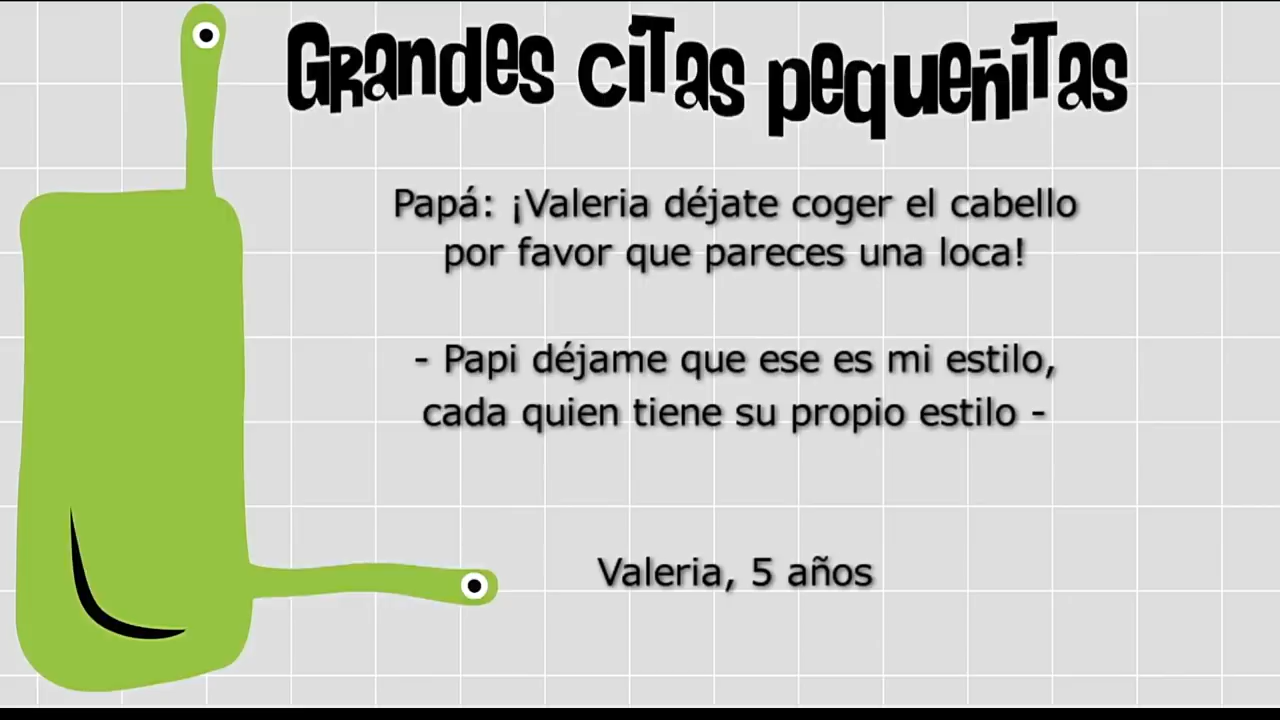 Grandes citas pequeñitas
Papá: ¡Valeria déjate coger el cabello
por favor que pareces una loca!
- Papi déjame que ese es mi estilo,
cada quien tiene su propio estilo -
Valeria, 5 años